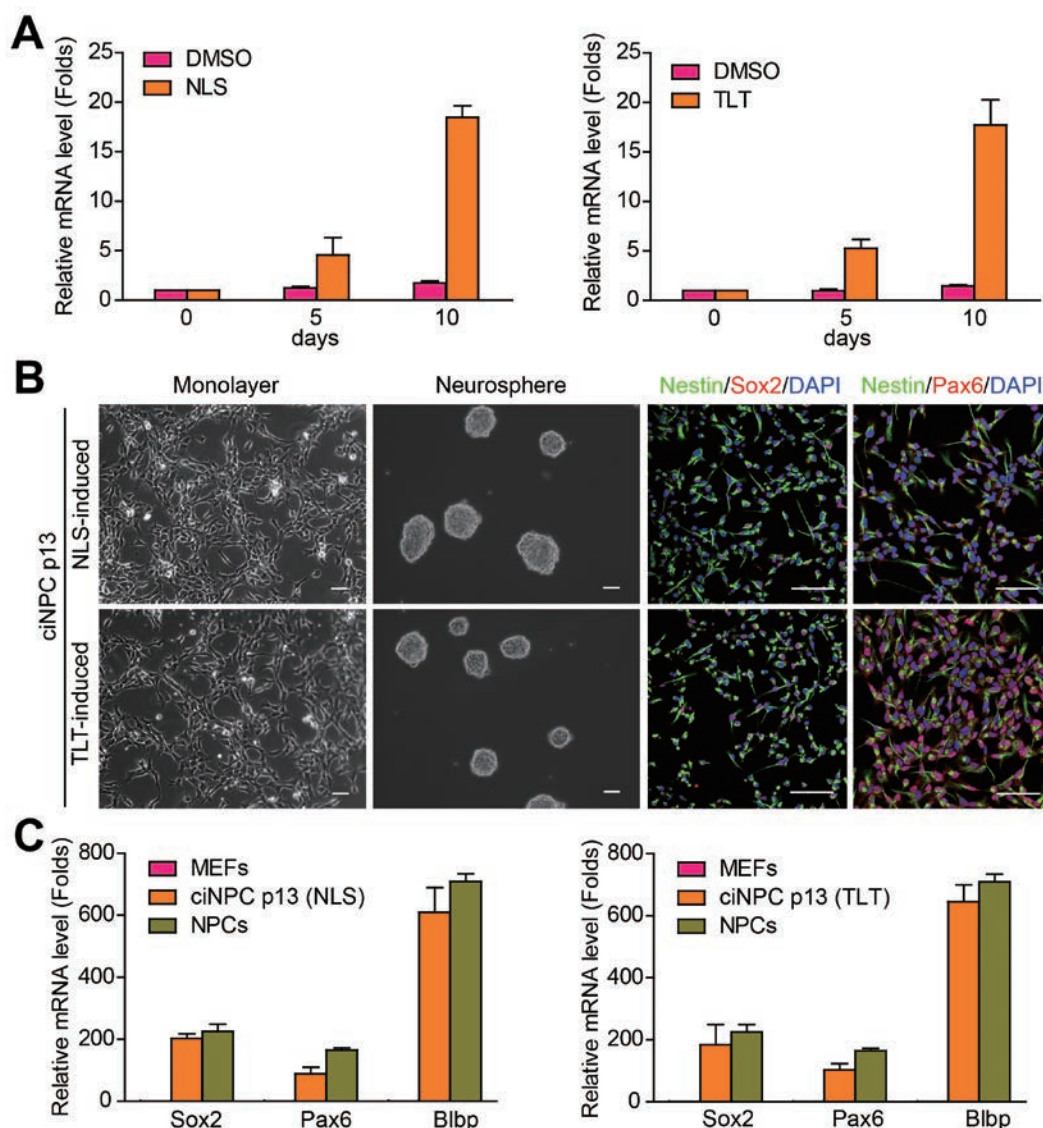 A
Relative mRNA level (Folds)
25
20
15
10
5
0
DMSO
NLS
0 5 10
days
Relative mRNA level (Folds)
25
20
15
10
5
0
DMSO
TLT
0 5 10
days
B
Monolayer
Neurosphere
Nestin/Sox2/DAPI
Nestin/Pax6/DAPI
ciNPC p13
NLS-induced
TLT-induced
C
Relative mRNA level (Folds)
800
600
400
200
0
MEFs
ciNPC p13 (NLS)
NPCs
Sox2 Pax6 Blbp
Relative mRNA level (Folds)
800
600
400
200
0
MEFs
ciNPC p13 (TLT)
NPCs
Sox2 Pax6 Blbp